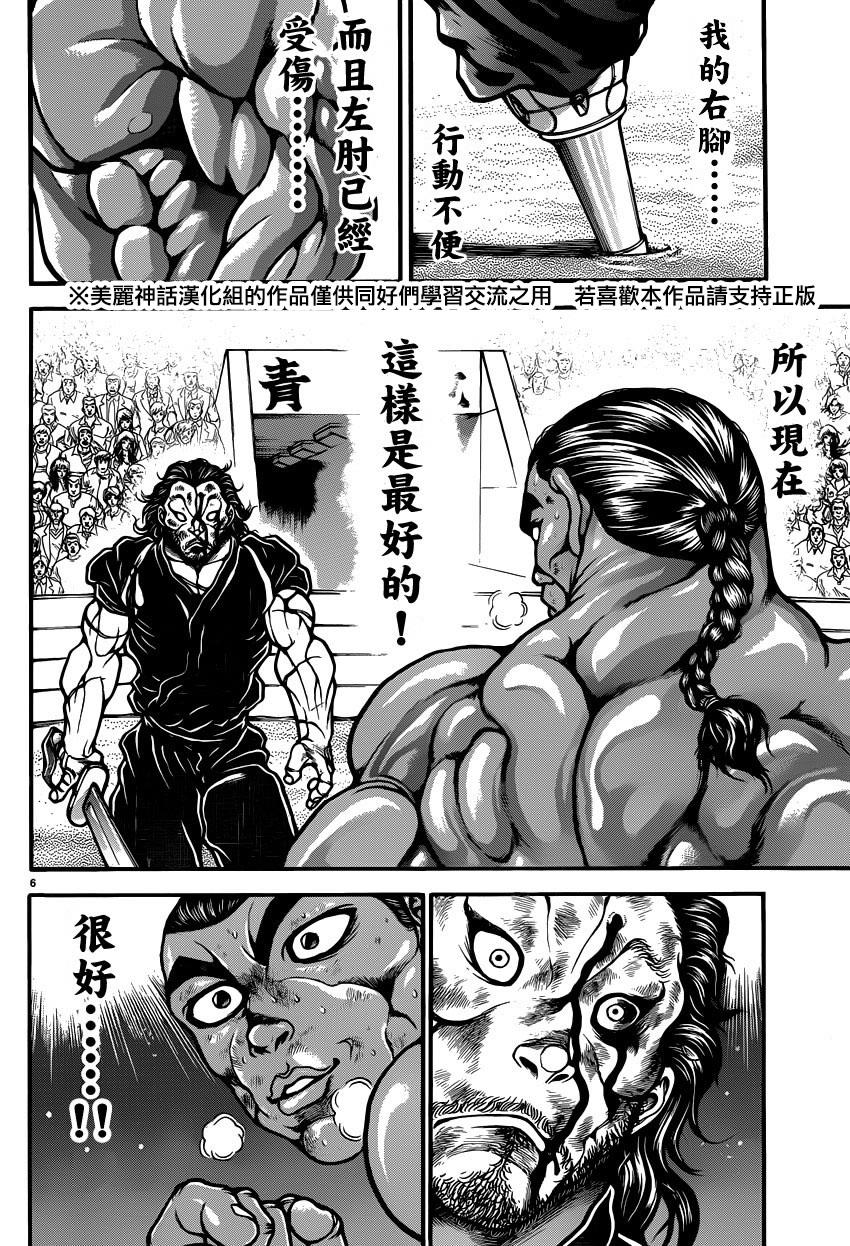 我的右腳……
行動不便
而且左肘已經
受傷…………
※美麗神話漢化組的作品僅供同好們學習交流之用　若喜歡本作品請支持正版
所以現在
這樣是最好的！
青
6
很好………!!